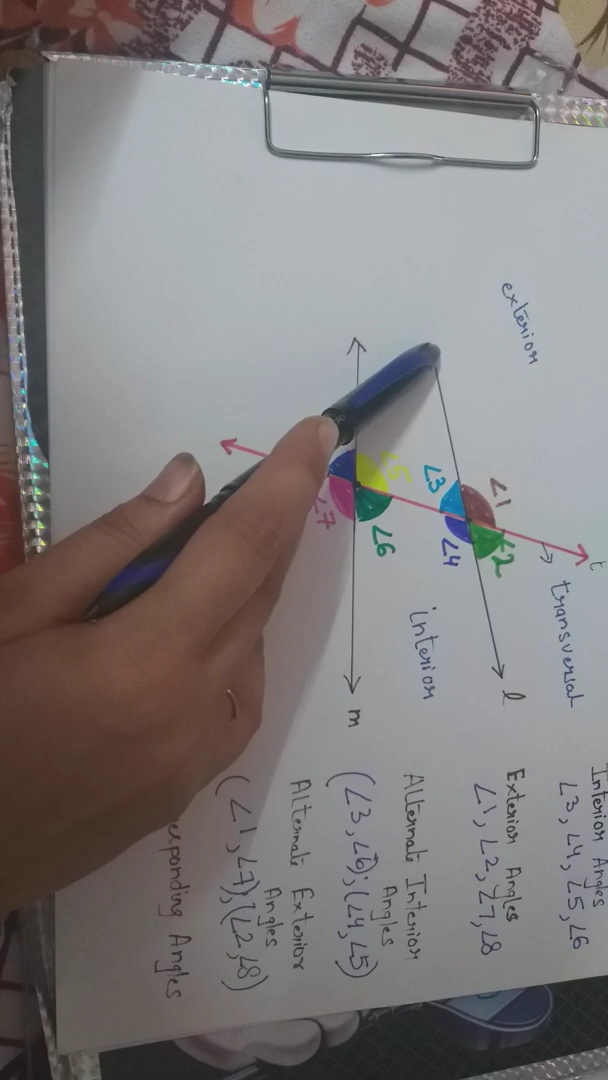 t
transversal
exterior
∠1
∠2
∠3
∠4
l
interior
∠5
∠6
∠7
m
Interior Angles
∠3, ∠4, ∠5, ∠6
Exterior Angles
∠1, ∠2, ∠7, ∠8
Alternate Interior
Angles
(∠3, ∠6); (∠4, ∠5)
Alternate Exterior
Angles
(∠1, ∠7); (∠2, ∠8)
Angles